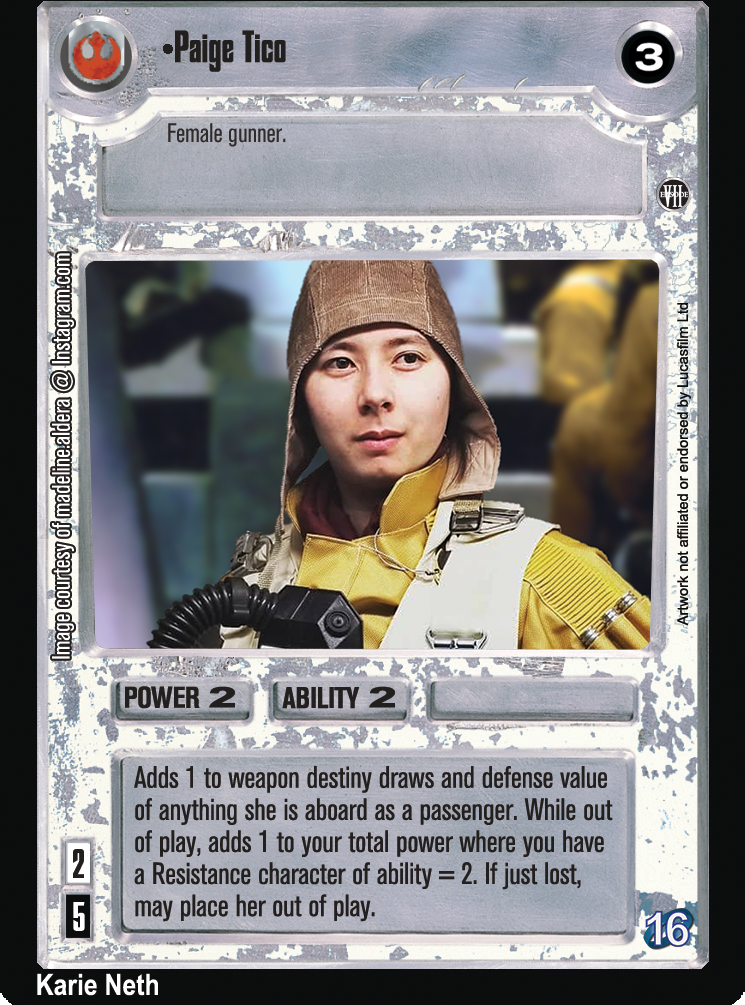 •Paige Tico
3
Female gunner.
EPISODE
VII
Image courtesy of madeline.aldera @ Instagram.com
Artwork not affiliated or endorsed by Lucasfilm Ltd
POWER 2
ABILITY 2
Adds 1 to weapon destiny draws and defense value
of anything she is aboard as a passenger. While out
of play, adds 1 to your total power where you have
a Resistance character of ability = 2. If just lost,
may place her out of play.
2
5
16
Karie Neth